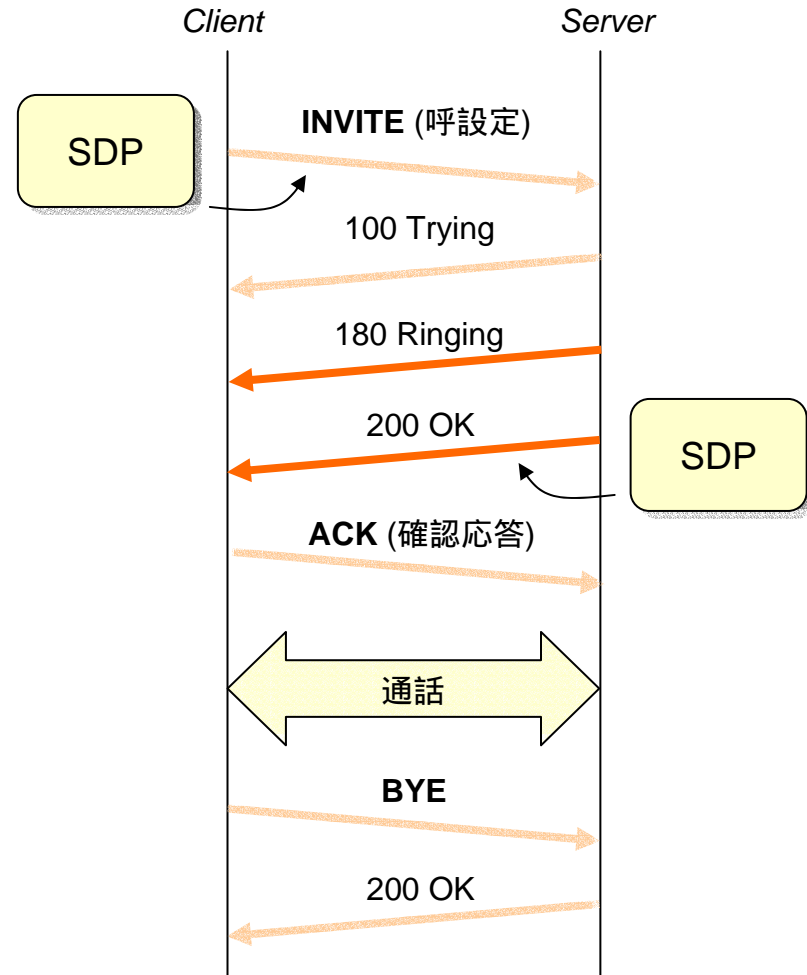 Client
Server
INVITE (呼設定)
SDP
100 Trying
180 Ringing
200 OK
SDP
ACK (確認応答)
通話
BYE
200 OK